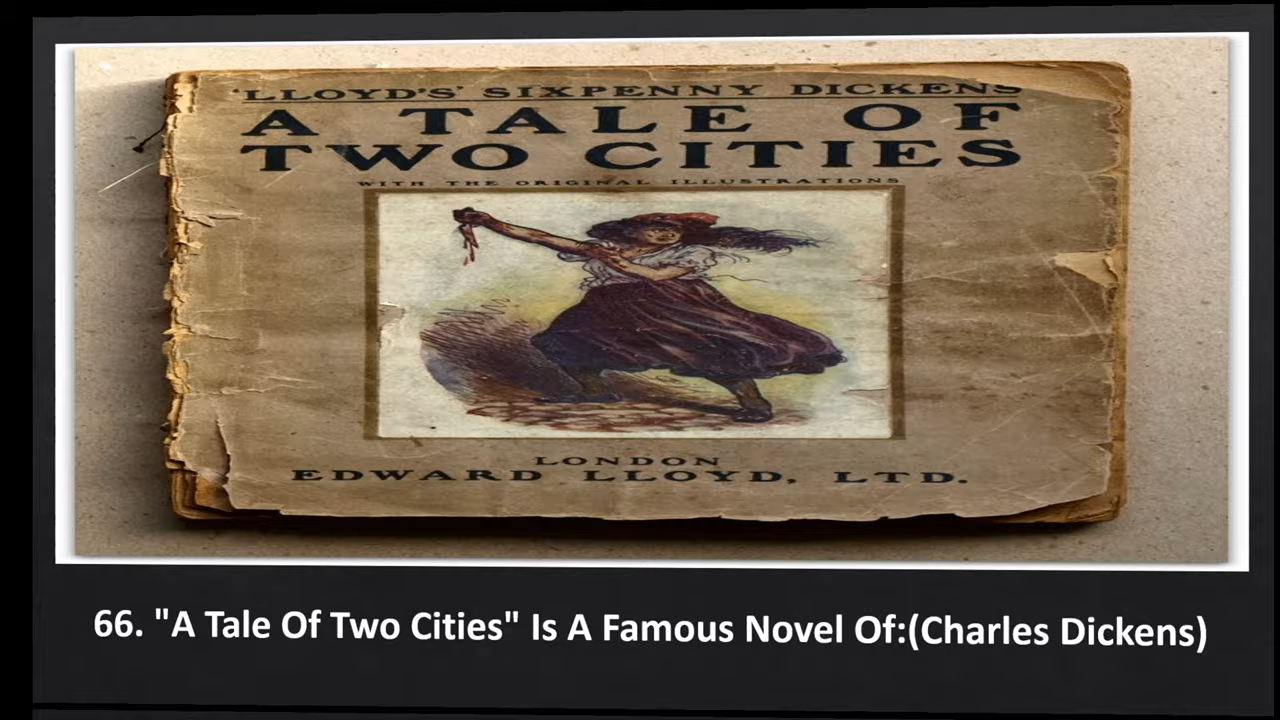 'LLOYD'S' SIXPENNY DICKENS
A TALE OF
TWO CITIES
WITH THE ORIGINAL ILLUSTRATIONS
LONDON
EDWARD LLOYD, LTD.
66. "A Tale Of Two Cities" Is A Famous Novel Of:(Charles Dickens)